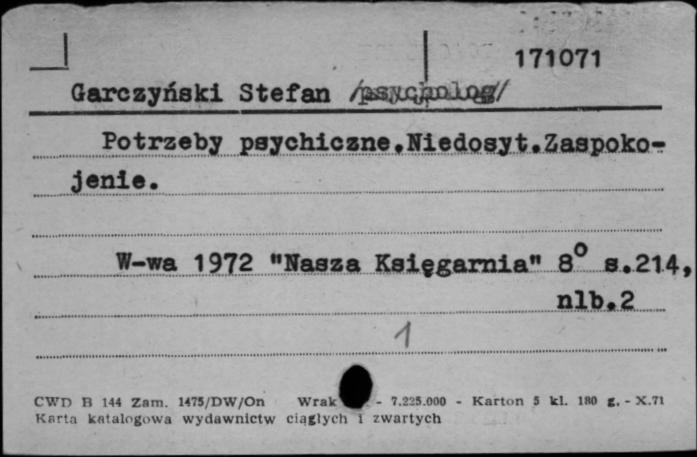 171071
Garczyński Stefan /psycholog/
Potrzeby psychiczne.Niedosyt.Zaspoko-
jenie.
W-wa 1972 "Nasza Księgarnia" 8⁰ s.214,
nlb.2
1
CWD B 144 Zam. 1475/DW/On Wrak - 7.225.000 - Karton 5 kl. 180 g. - X.71
Karta katalogowa wydawnictw ciągłych i zwartych